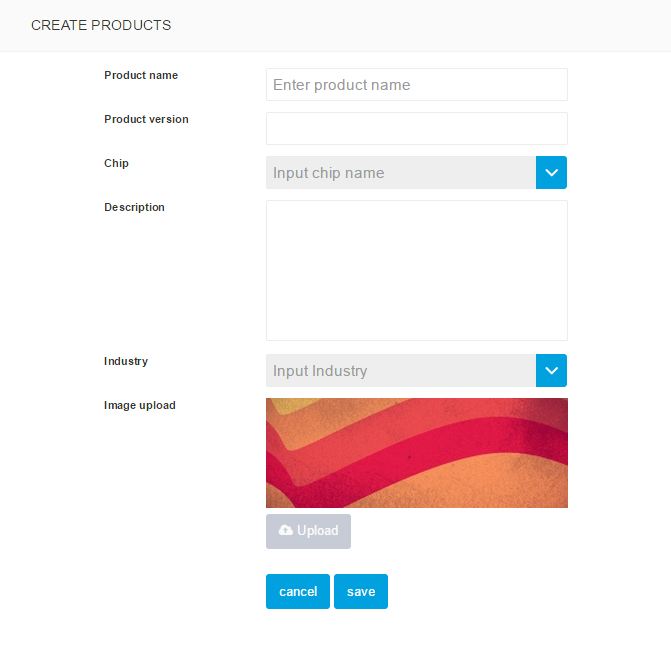 CREATE PRODUCTS
Product name
Enter product name
Product version
Chip
Input chip name
Description
Industry
Input Industry
Image upload
Upload
cancel save